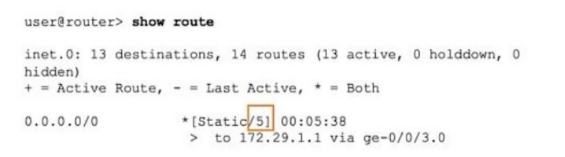 user@router> show route
inet.0: 13 destinations, 14 routes (13 active, 0 holddown, 0
hidden)
+ = Active Route, - = Last Active, * = Both
0.0.0.0/0 *[Static/5] 00:05:38
> to 172.29.1.1 via ge-0/0/3.0